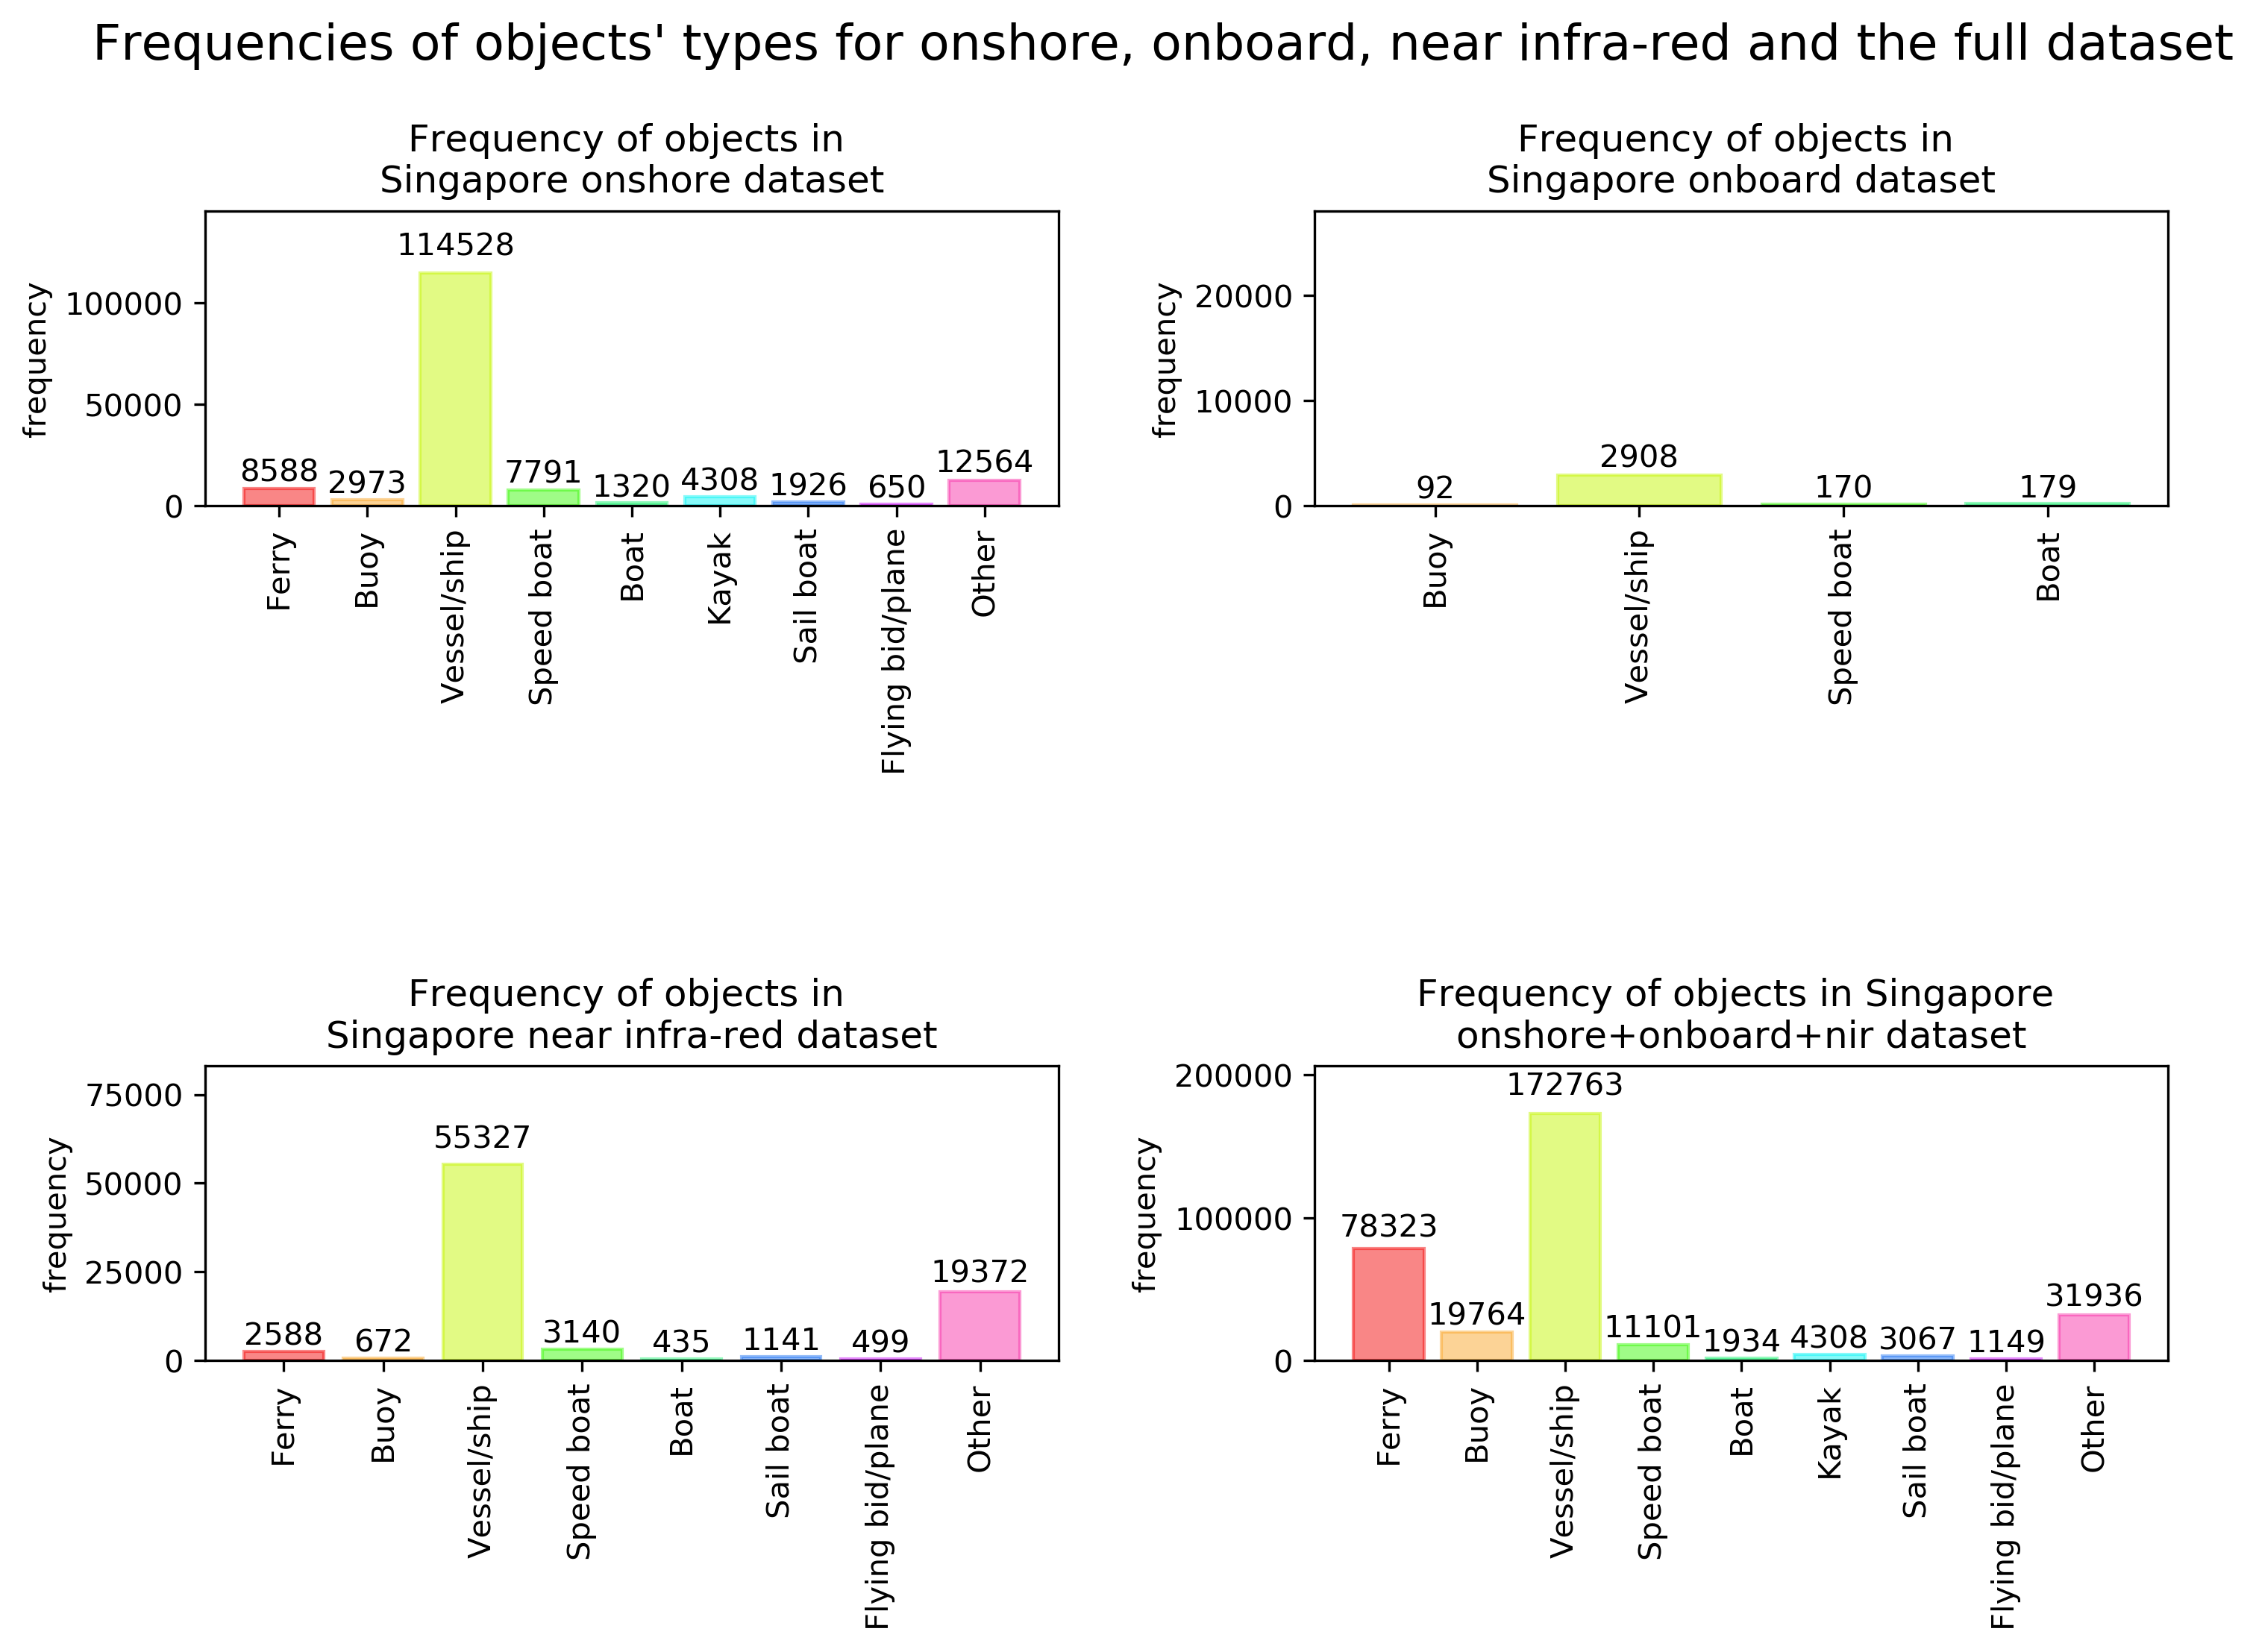 Frequencies of objects' types for onshore, onboard, near infra-red and the full dataset
Frequency of objects in
Singapore onshore dataset
frequency
100000
50000
0
114528
8588
2973
7791
1320
4308
1926
650
12564
Ferry
Buoy
Vessel/ship
Speed boat
Boat
Kayak
Sail boat
Flying bid/plane
Other
Frequency of objects in
Singapore onboard dataset
frequency
20000
10000
0
92
2908
170
179
Buoy
Vessel/ship
Speed boat
Boat
Frequency of objects in
Singapore near infra-red dataset
frequency
75000
50000
25000
0
2588
672
55327
3140
435
1141
499
19372
Ferry
Buoy
Vessel/ship
Speed boat
Boat
Sail boat
Flying bid/plane
Other
Frequency of objects in Singapore
onshore+onboard+nir dataset
frequency
200000
100000
0
78323
19764
172763
11101
1934
4308
3067
1149
31936
Ferry
Buoy
Vessel/ship
Speed boat
Boat
Kayak
Sail boat
Flying bid/plane
Other